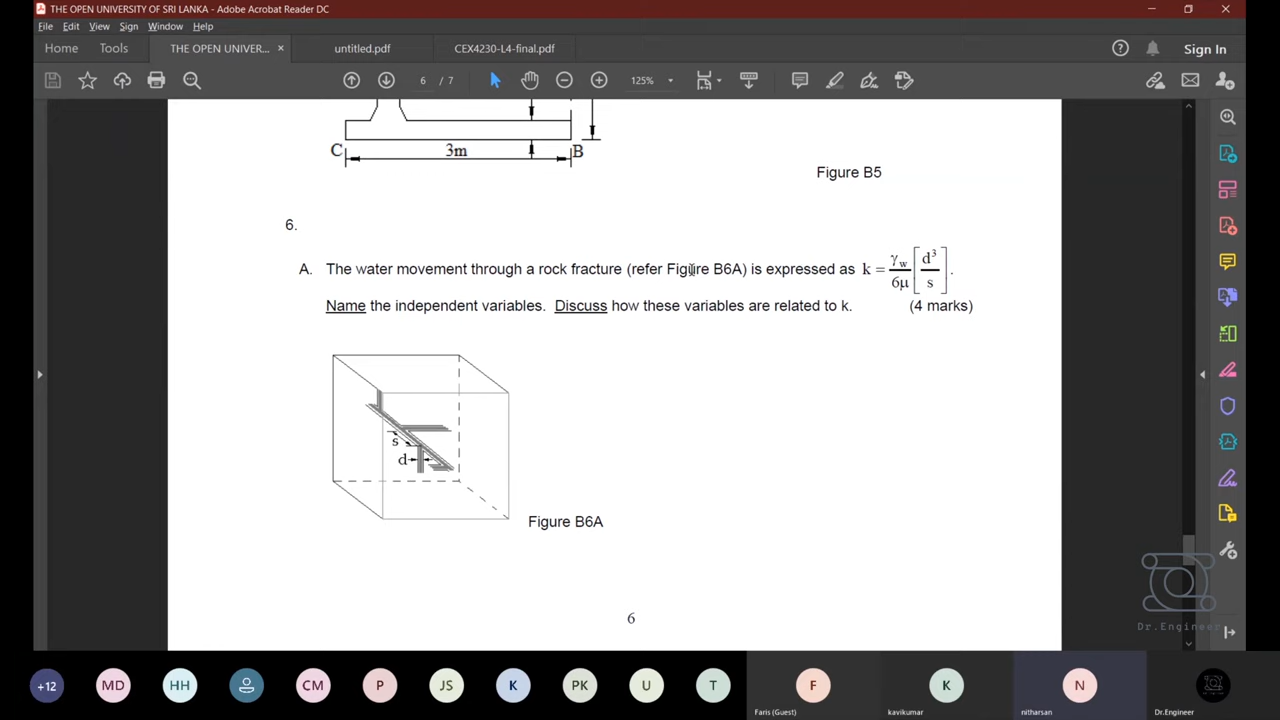 THE OPEN UNIVERSITY OF SRI LANKA - Adobe Acrobat Reader DC
File Edit View Sign Window Help
Home Tools THE OPEN UNIVER... × untitled.pdf CEX4230-L4-final.pdf Sign In
6 / 7 125%
C 3m B
Figure B5
6.
A. The water movement through a rock fracture (refer Figure B6A) is expressed as k = γw/6μ [d³/s].
Name the independent variables. Discuss how these variables are related to k. (4 marks)
s
d
Figure B6A
6
Dr.Engineer
+12 MD HH CM P JS K PK U T F K N
Faris (Guest) kavikumar nitharsan Dr.Engineer